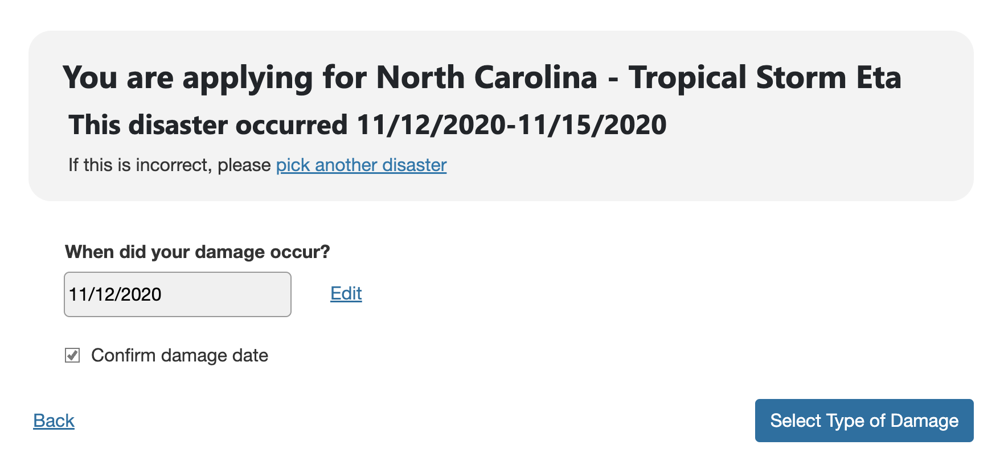 You are applying for North Carolina - Tropical Storm Eta
This disaster occurred 11/12/2020-11/15/2020
If this is incorrect, please pick another disaster
When did your damage occur?
11/12/2020
Edit
Confirm damage date
Back
Select Type of Damage